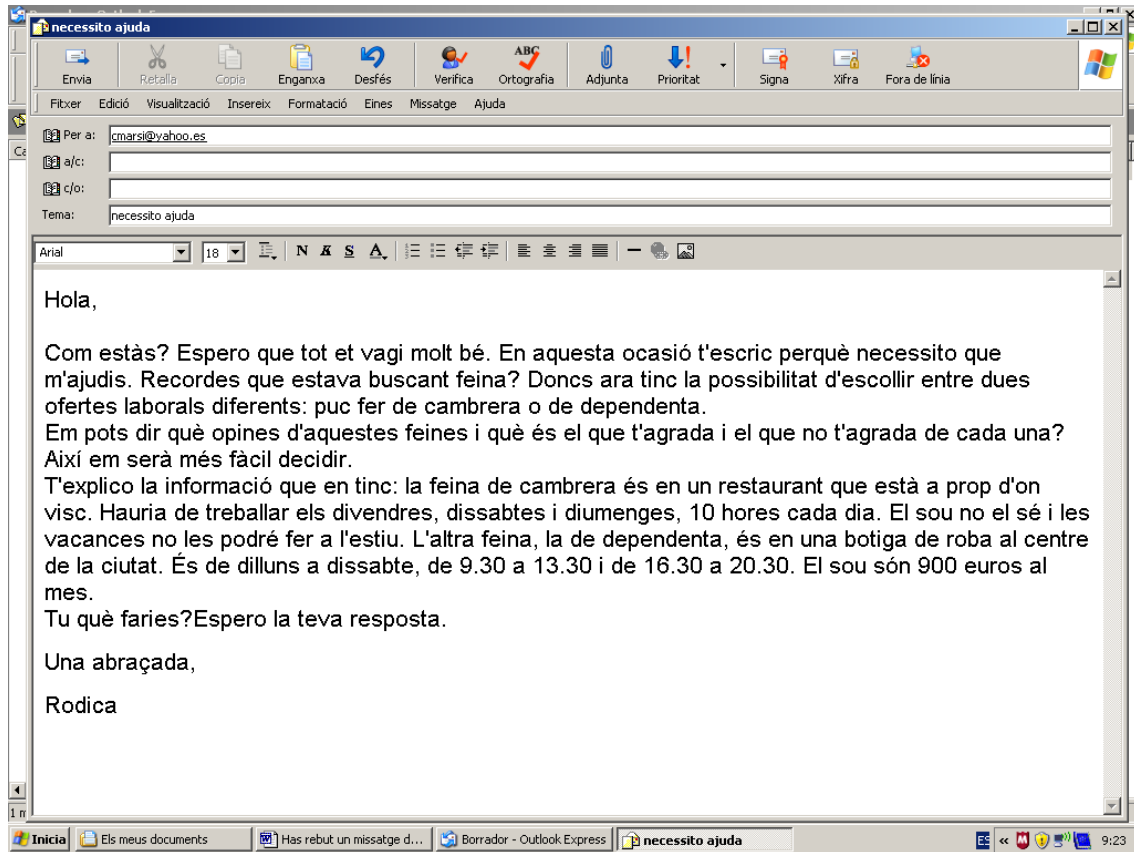 necessito ajuda
Envia Retalla Copia Enganxa Desfés Verifica Ortografia Adjunta Prioritat Signa Xifra Fora de línia
Fitxer Edició Visualització Insereix Formatació Eines Missatge Ajuda
Per a: cmarsi@yahoo.es
a/c:
c/o:
Tema: necessito ajuda
Arial 18 N K S A
Hola,
Com estàs? Espero que tot et vagi molt bé. En aquesta ocasió t'escric perquè necessito que
m'ajudis. Recordes que estava buscant feina? Doncs ara tinc la possibilitat d'escollir entre dues
ofertes laborals diferents: puc fer de cambrera o de dependenta.
Em pots dir què opines d'aquestes feines i què és el que t'agrada i el que no t'agrada de cada una?
Així em serà més fàcil decidir.
T'explico la informació que en tinc: la feina de cambrera és en un restaurant que està a prop d'on
visc. Hauria de treballar els divendres, dissabtes i diumenges, 10 hores cada dia. El sou no el sé i les
vacances no les podré fer a l'estiu. L'altra feina, la de dependenta, és en una botiga de roba al centre
de la ciutat. És de dilluns a dissabte, de 9.30 a 13.30 i de 16.30 a 20.30. El sou són 900 euros al
mes.
Tu què faries?Espero la teva resposta.
Una abraçada,
Rodica
Inicia Els meus documents Has rebut un missatge d... Borrador - Outlook Express necessito ajuda ES « 9:23